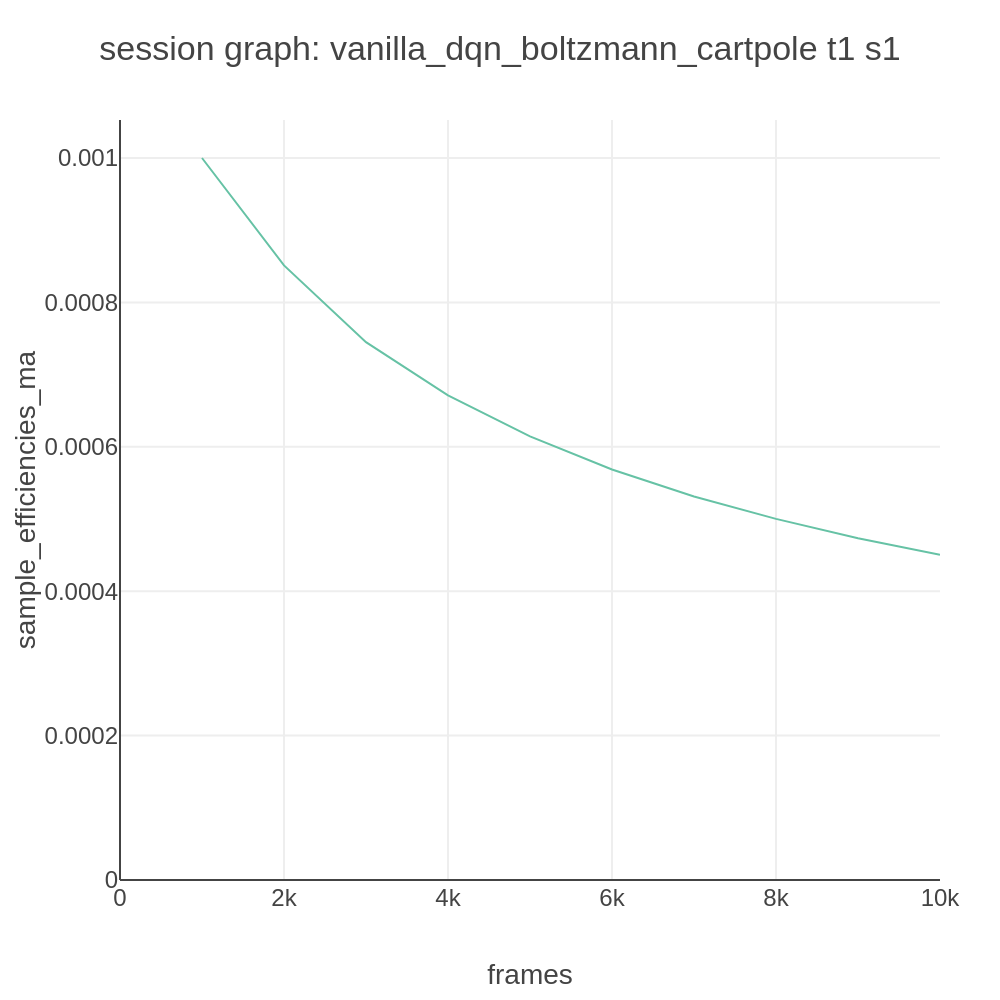 session graph: vanilla_dqn_boltzmann_cartpole t1 s1
0.001
0.0008
0.0006
0.0004
0.0002
0
sample_efficiencies_ma
0 2k 4k 6k 8k 10k
frames